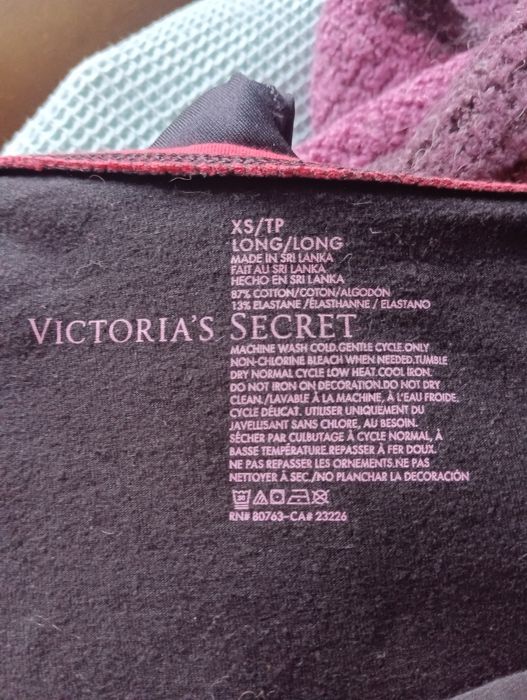 XS/TP
LONG/LONG
MADE IN SRI LANKA
FAIT AU SRI LANKA
HECHO EN SRI LANKA
87% COTTON/COTON/ALGODÓN
13% ELASTANE /ÉLASTHANNE / ELASTANO
VICTORIA'S SECRET
MACHINE WASH COLD.GENTLE CYCLE.ONLY
NON-CHLORINE BLEACH WHEN NEEDED.TUMBLE
DRY NORMAL CYCLE LOW HEAT.COOL IRON.
DO NOT IRON ON DECORATION.DO NOT DRY
CLEAN./LAVABLE À LA MACHINE, À L'EAU FROIDE.
CYCLE DÉLICAT. UTILISER UNIQUEMENT DU
JAVELLISANT SANS CHLORE, AU BESOIN.
SÉCHER PAR CULBUTAGE À CYCLE NORMAL, À
BASSE TEMPÉRATURE.REPASSER À FER DOUX.
NE PAS REPASSER LES ORNEMENTS.NE PAS
NETTOYER À SEC./NO PLANCHAR LA DECORACIÓN
30
RN# 80763-CA# 23226